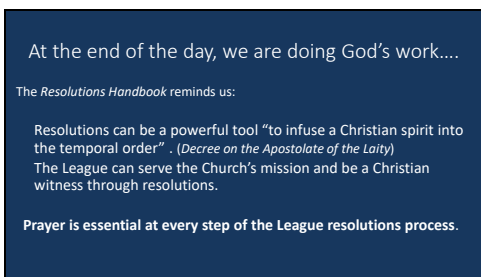 At the end of the day, we are doing God’s work….
The Resolutions Handbook reminds us:
Resolutions can be a powerful tool “to infuse a Christian spirit into
the temporal order” . (Decree on the Apostolate of the Laity)
The League can serve the Church’s mission and be a Christian
witness through resolutions.
Prayer is essential at every step of the League resolutions process.